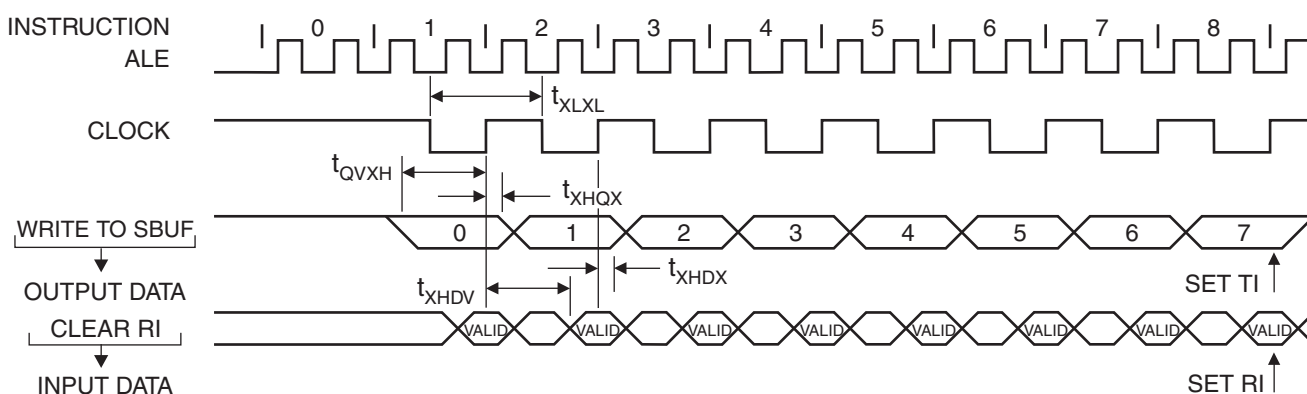 INSTRUCTION
0 1 2 3 4 5 6 7 8
ALE
tXLXL
CLOCK
tQVXH
tXHQX
WRITE TO SBUF
0 1 2 3 4 5 6 7
tXHDX
SET TI
OUTPUT DATA
tXHDV
CLEAR RI
VALID VALID VALID VALID VALID VALID VALID VALID
SET RI
INPUT DATA